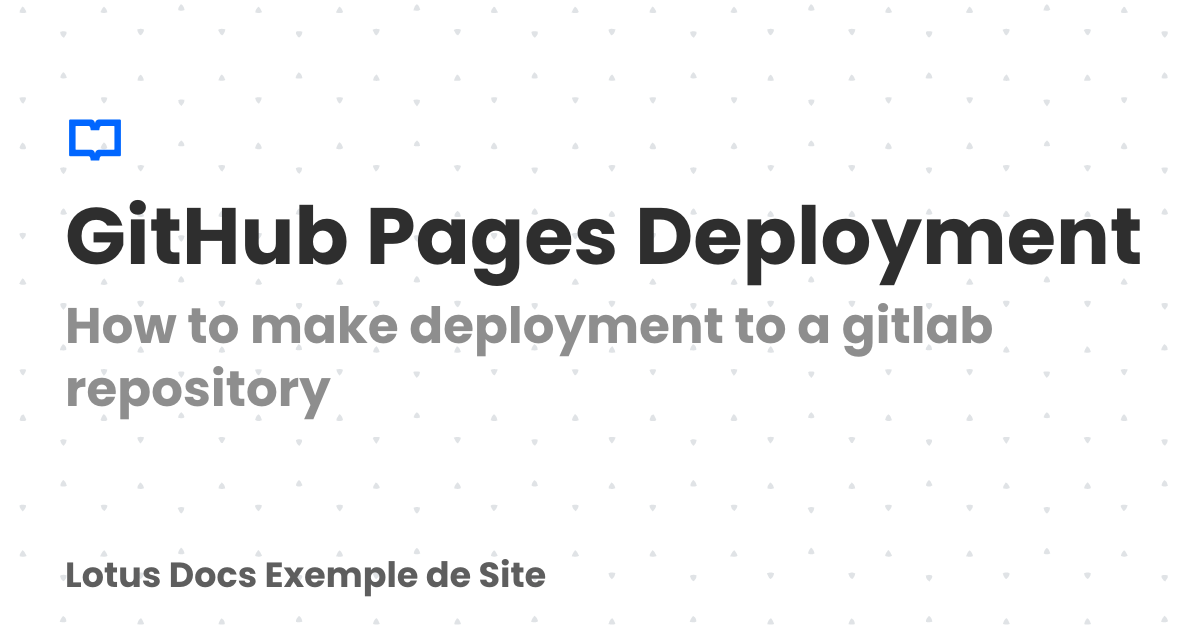 GitHub Pages Deployment
How to make deployment to a gitlab
repository
Lotus Docs Exemple de Site